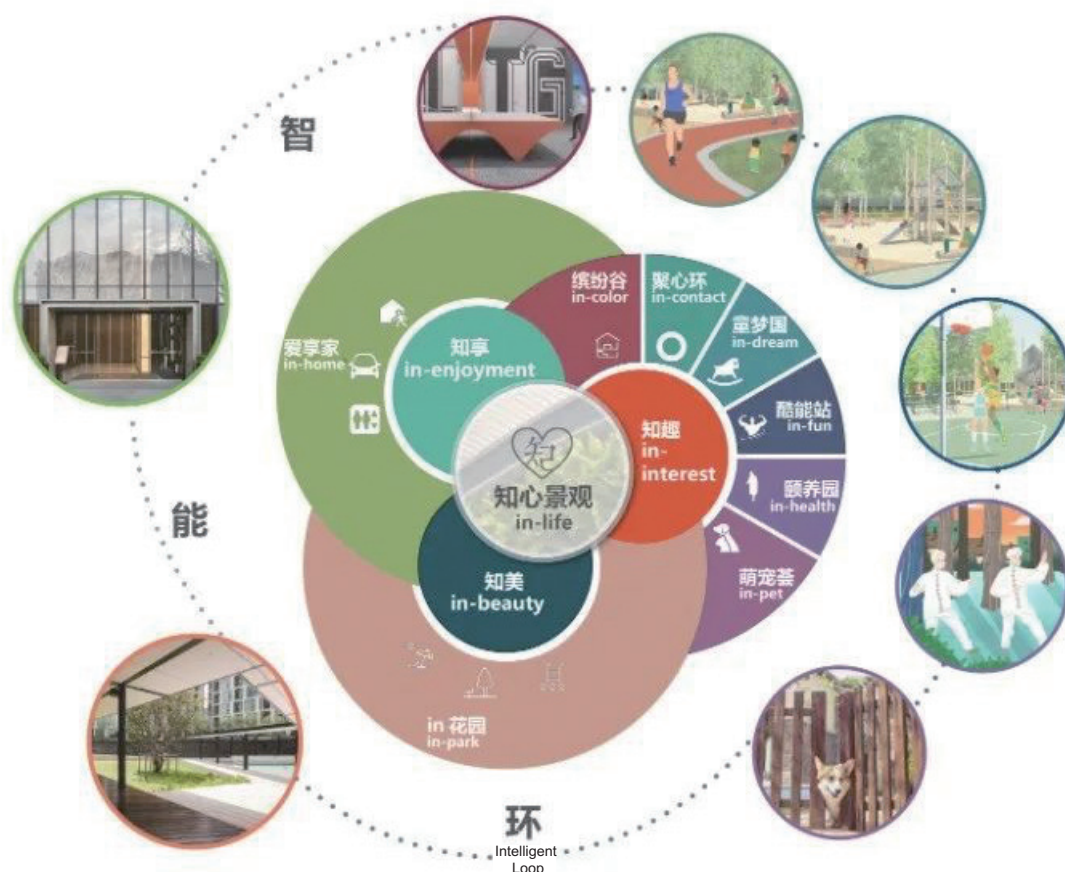 智
能
环
Intelligent
Loop
缤纷谷
in-color
聚心环
in-contact
童梦国
in-dream
酷能站
in-fun
颐养园
in-health
萌宠荟
in-pet
爱享家
in-home
知享
in-enjoyment
知趣
in-
interest
知
知心景观
in-life
知美
in-beauty
in 花园
in-park